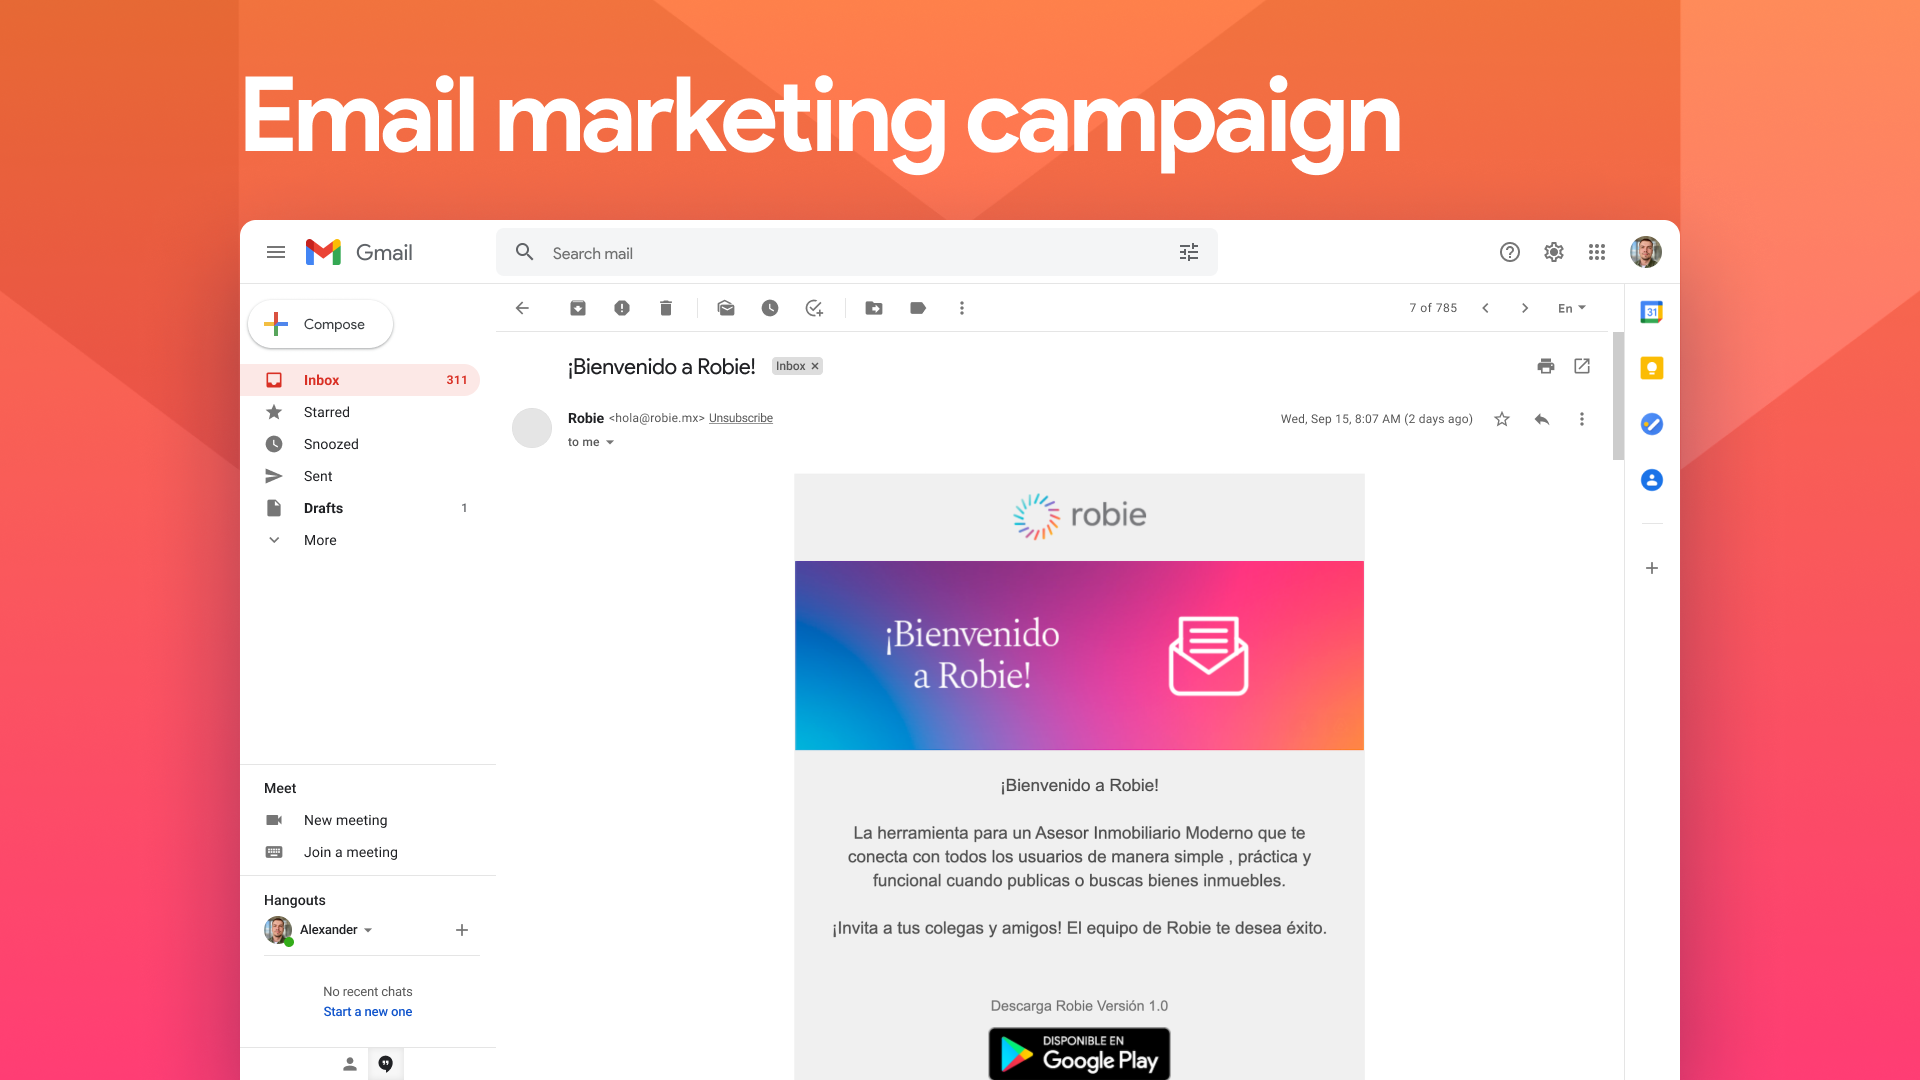 Email marketing campaign
Gmail
Search mail
Compose
7 of 785
En
Inbox 311
Starred
Snoozed
Sent
Drafts 1
More
¡Bienvenido a Robie!
Inbox ×
Robie <hola@robie.mx> Unsubscribe
Wed, Sep 15, 8:07 AM (2 days ago)
to me
31
robie
¡Bienvenido
a Robie!
¡Bienvenido a Robie!
La herramienta para un Asesor Inmobiliario Moderno que te
conecta con todos los usuarios de manera simple , práctica y
funcional cuando publicas o buscas bienes inmuebles.
¡Invita a tus colegas y amigos! El equipo de Robie te desea éxito.
Descarga Robie Versión 1.0
DISPONIBLE EN
Google Play
Meet
New meeting
Join a meeting
Hangouts
Alexander
No recent chats
Start a new one